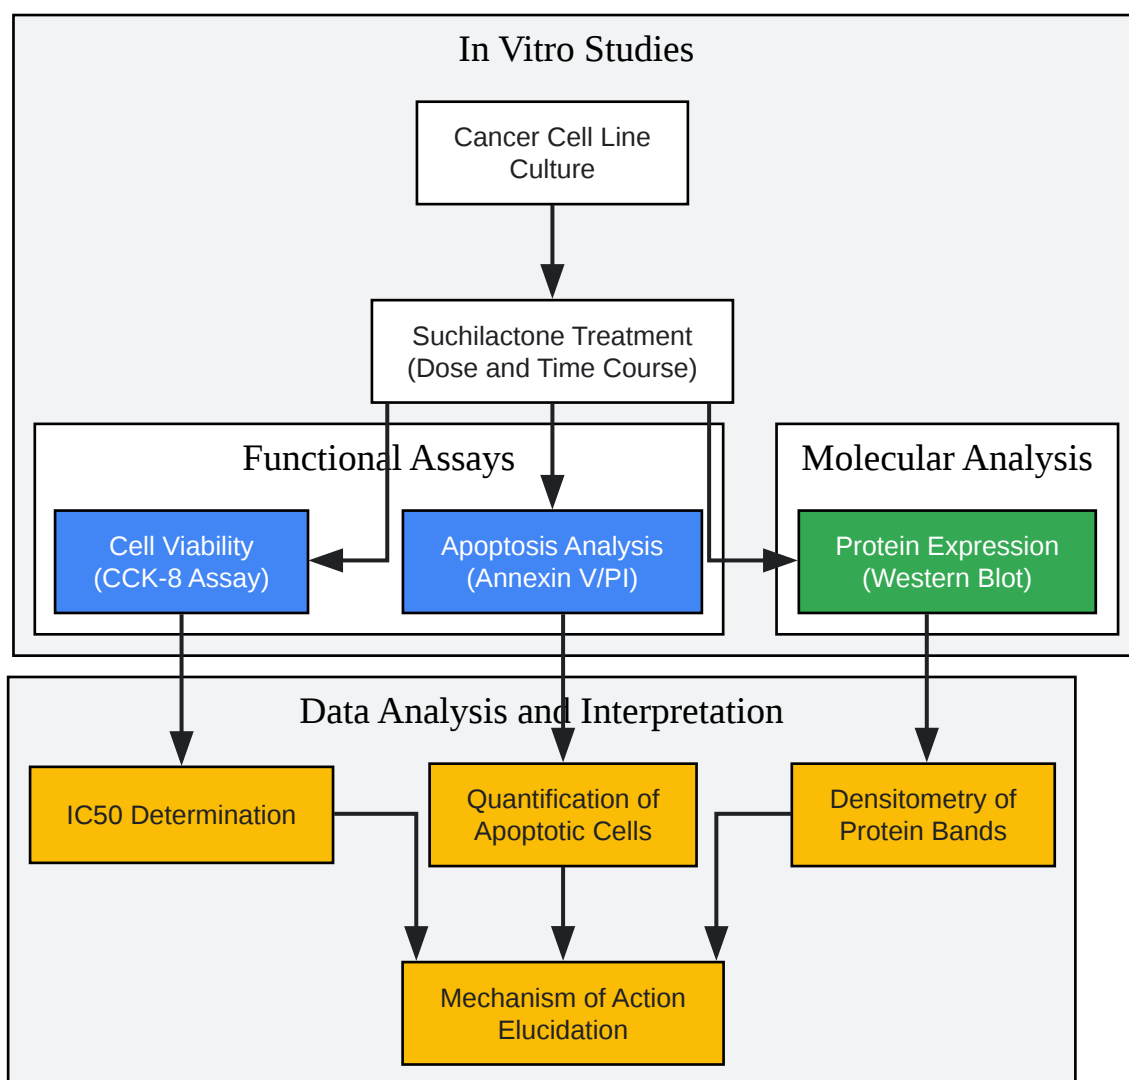 In Vitro Studies
Cancer Cell Line
Culture
Suchilactone Treatment
(Dose and Time Course)
Functional Assays
Molecular Analysis
Cell Viability
(CCK-8 Assay)
Apoptosis Analysis
(Annexin V/PI)
Protein Expression
(Western Blot)
Data Analysis and Interpretation
IC50 Determination
Quantification of
Apoptotic Cells
Densitometry of
Protein Bands
Mechanism of Action
Elucidation